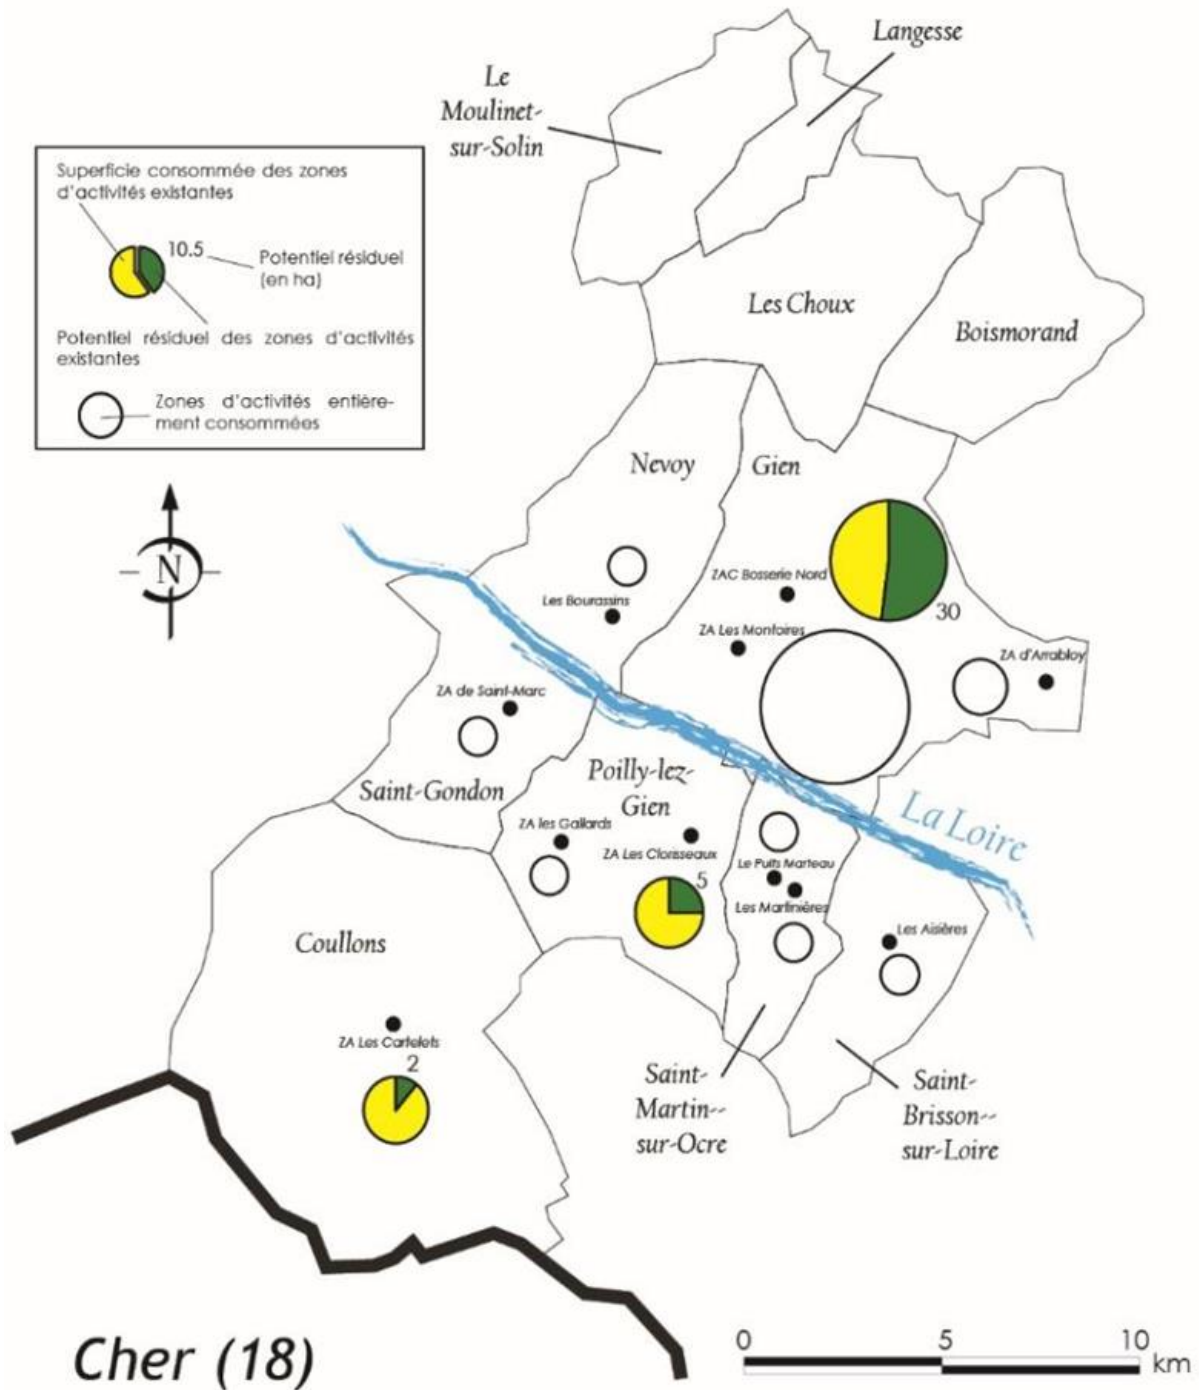 Langesse
Le
Moulinet-
sur-Solin
Superficie consommée des zones
d'activités existantes
10.5
Potentiel résiduel
(en ha)
Potentiel résiduel des zones d'activités
existantes
Zones d'activités entière-
ment consommées
Les Choux
Boismorand
Nevoy
Gien
N
ZAC Bosserie Nord
Les Bourassins
30
ZA Les Montoires
ZA d'Arrabloy
ZA de Saint-Marc
Poilly-lez-
Gien
Saint-Gondon
La Loire
ZA les Gallards
ZA Les Clorisseaux
Le Puits Marteau
5
Les Martinières
Les Aisières
Coullons
ZA Les Cartelets
2
Saint-
Martin--
sur-Ocre
Saint-
Brisson--
sur-Loire
Cher (18)
0 5 10
km